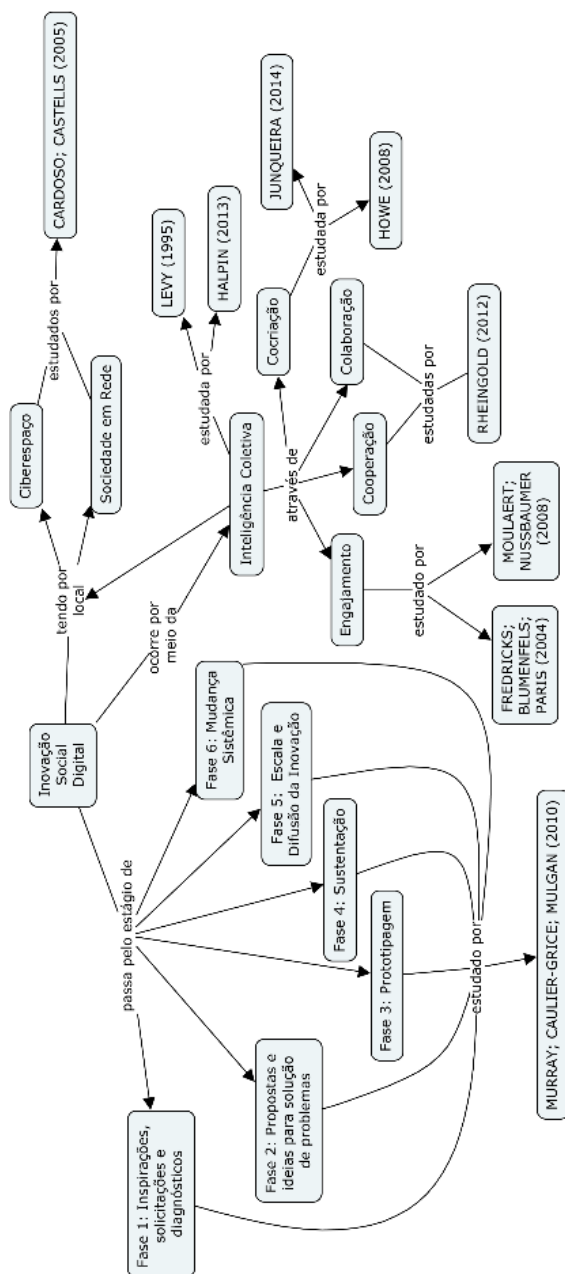 Inovação
Social
Digital
passa pelo estágio de
Fase 1: Inspirações,
solicitações e
diagnósticos
Fase 2: Propostas e
ideias para solução
de problemas
Fase 3: Prototipagem
Fase 4: Sustentação
Fase 5: Escala e
Difusão da Inovação
Fase 6: Mudança
Sistêmica
estudado por
MURRAY; CAULIER-GRICE; MULGAN (2010)
ocorre por
meio da
tendo por
local
Ciberespaço
Sociedade em Rede
estudados por
CARDOSO; CASTELLS (2005)
Inteligência Coletiva
estudada por
LEVY (1995)
HALPIN (2013)
através de
Engajamento
Cooperação
Colaboração
Cocriação
estudado por
FREDRICKS;
BLUMENFELS;
PARIS (2004)
MOULAERT;
NUSSBAUMER
(2008)
estudadas por
RHEINGOLD (2012)
estudada por
JUNQUEIRA (2014)
HOWE (2008)